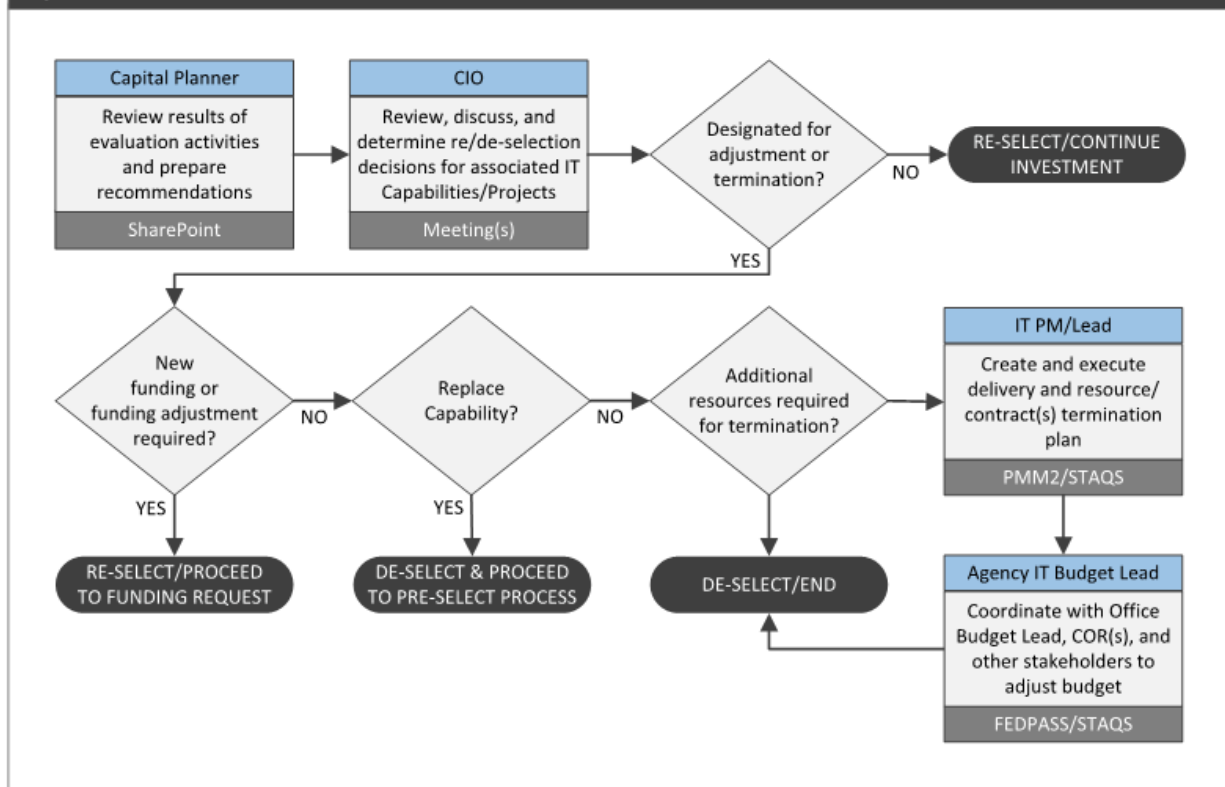 Capital Planner
Review results of
evaluation activities
and prepare
recommendations
SharePoint
CIO
Review, discuss, and
determine re/de-selection
decisions for associated IT
Capabilities/Projects
Meeting(s)
Designated for
adjustment or
termination?
NO
RE-SELECT/CONTINUE
INVESTMENT
YES
New
funding or
funding adjustment
required?
NO
YES
RE-SELECT/PROCEED
TO FUNDING REQUEST
Replace
Capability?
NO
YES
DE-SELECT & PROCEED
TO PRE-SELECT PROCESS
Additional
resources required
for termination?
DE-SELECT/END
IT PM/Lead
Create and execute
delivery and resource/
contract(s) termination
plan
PMM2/STAQS
Agency IT Budget Lead
Coordinate with Office
Budget Lead, COR(s), and
other stakeholders to
adjust budget
FEDPASS/STAQS